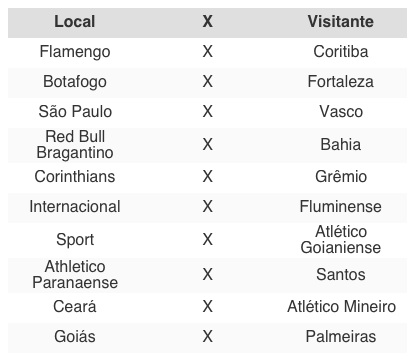 Local X Visitante
Flamengo X Coritiba
Botafogo X Fortaleza
São Paulo X Vasco
Red Bull
Bragantino X Bahia
Corinthians X Grêmio
Internacional X Fluminense
Sport X Atlético
Goianiense
Athletico
Paranaense X Santos
Ceará X Atlético Mineiro
Goiás X Palmeiras